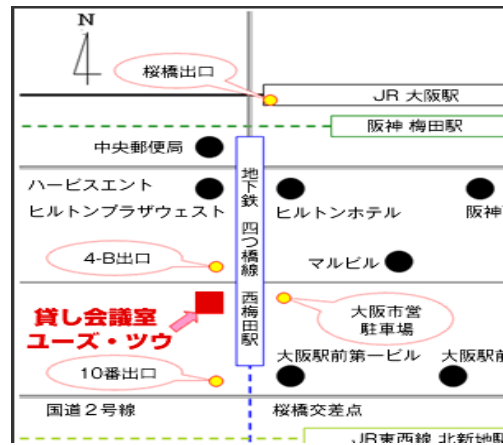 N
桜橋出口
JR 大阪駅
阪神 梅田駅
中央郵便局
ハービスエント
ヒルトンプラザウェスト
地下鉄 四つ橋線 西梅田駅
ヒルトンホテル
阪神
4-B出口
マルビル
貸し会議室
ユーズ・ツウ
大阪市営
駐車場
大阪駅前第一ビル
大阪駅前
10番出口
国道２号線
桜橋交差点
JR東西線 北新地駅